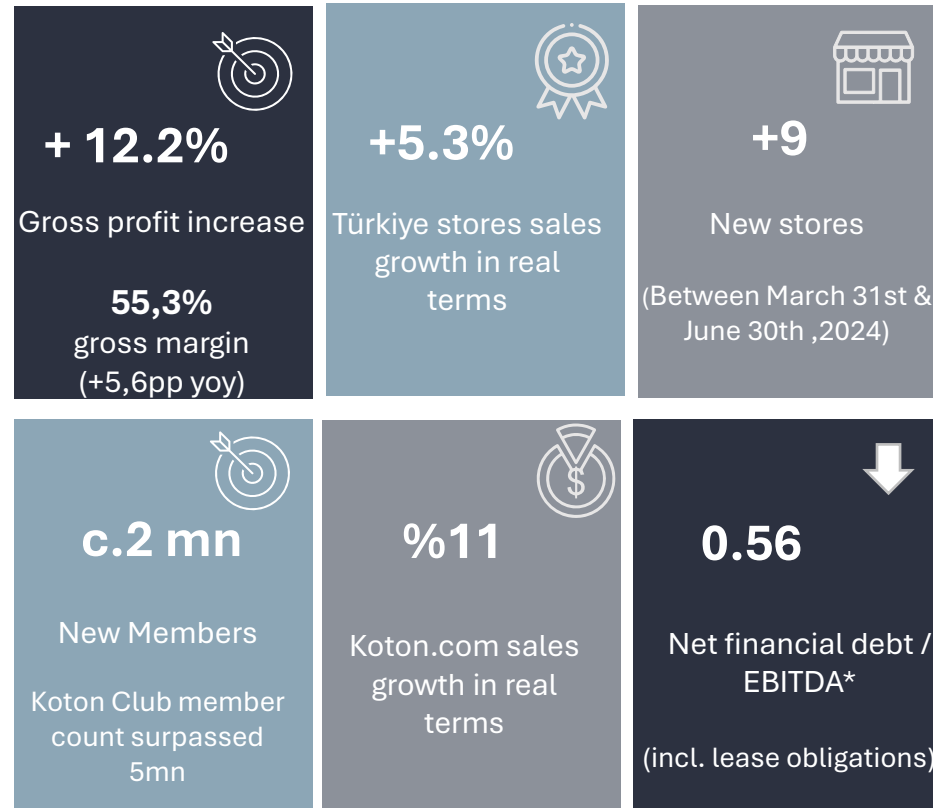 + 12.2%
Gross profit increase
55,3%
gross margin
(+5,6pp yoy)
+5.3%
Türkiye stores sales
growth in real
terms
+9
New stores
(Between March 31st &
June 30th ,2024)
c.2 mn
New Members
Koton Club member
count surpassed
5mn
$
%11
Koton.com sales
growth in real
terms
0.56
Net financial debt /
EBITDA*
(incl. lease obligations)